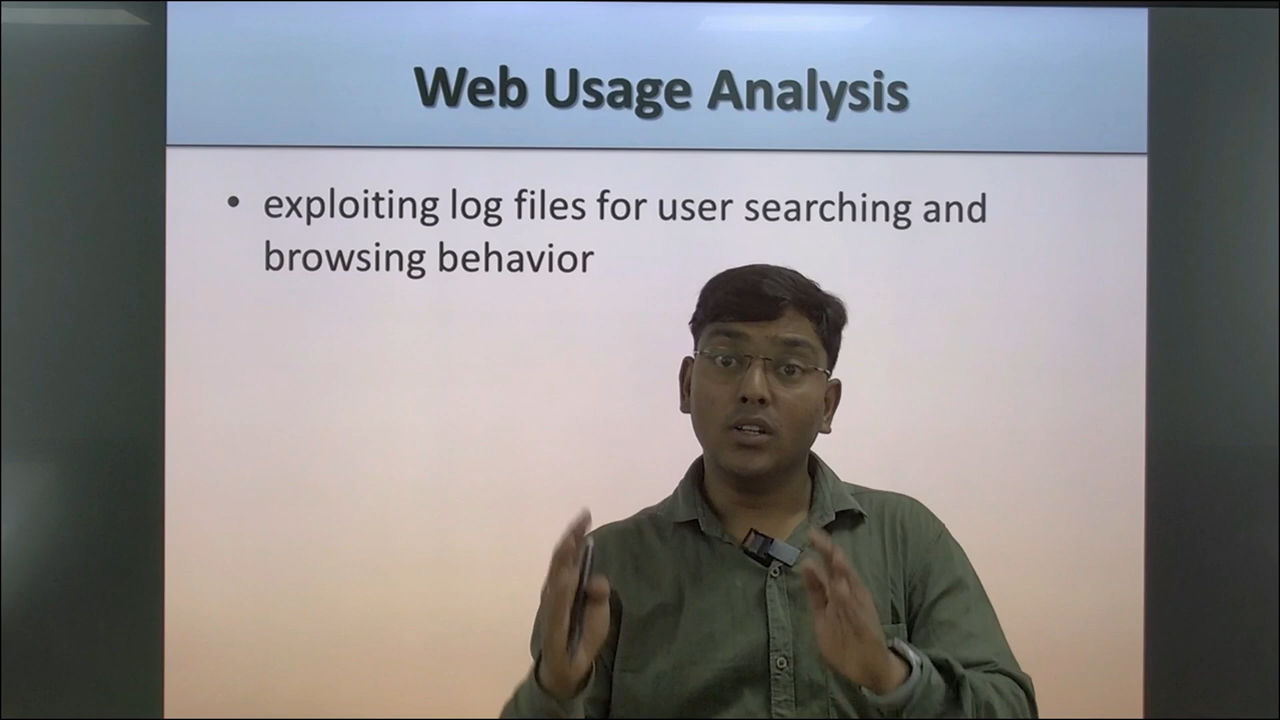 Web Usage Analysis
• exploiting log files for user searching and
browsing behavior